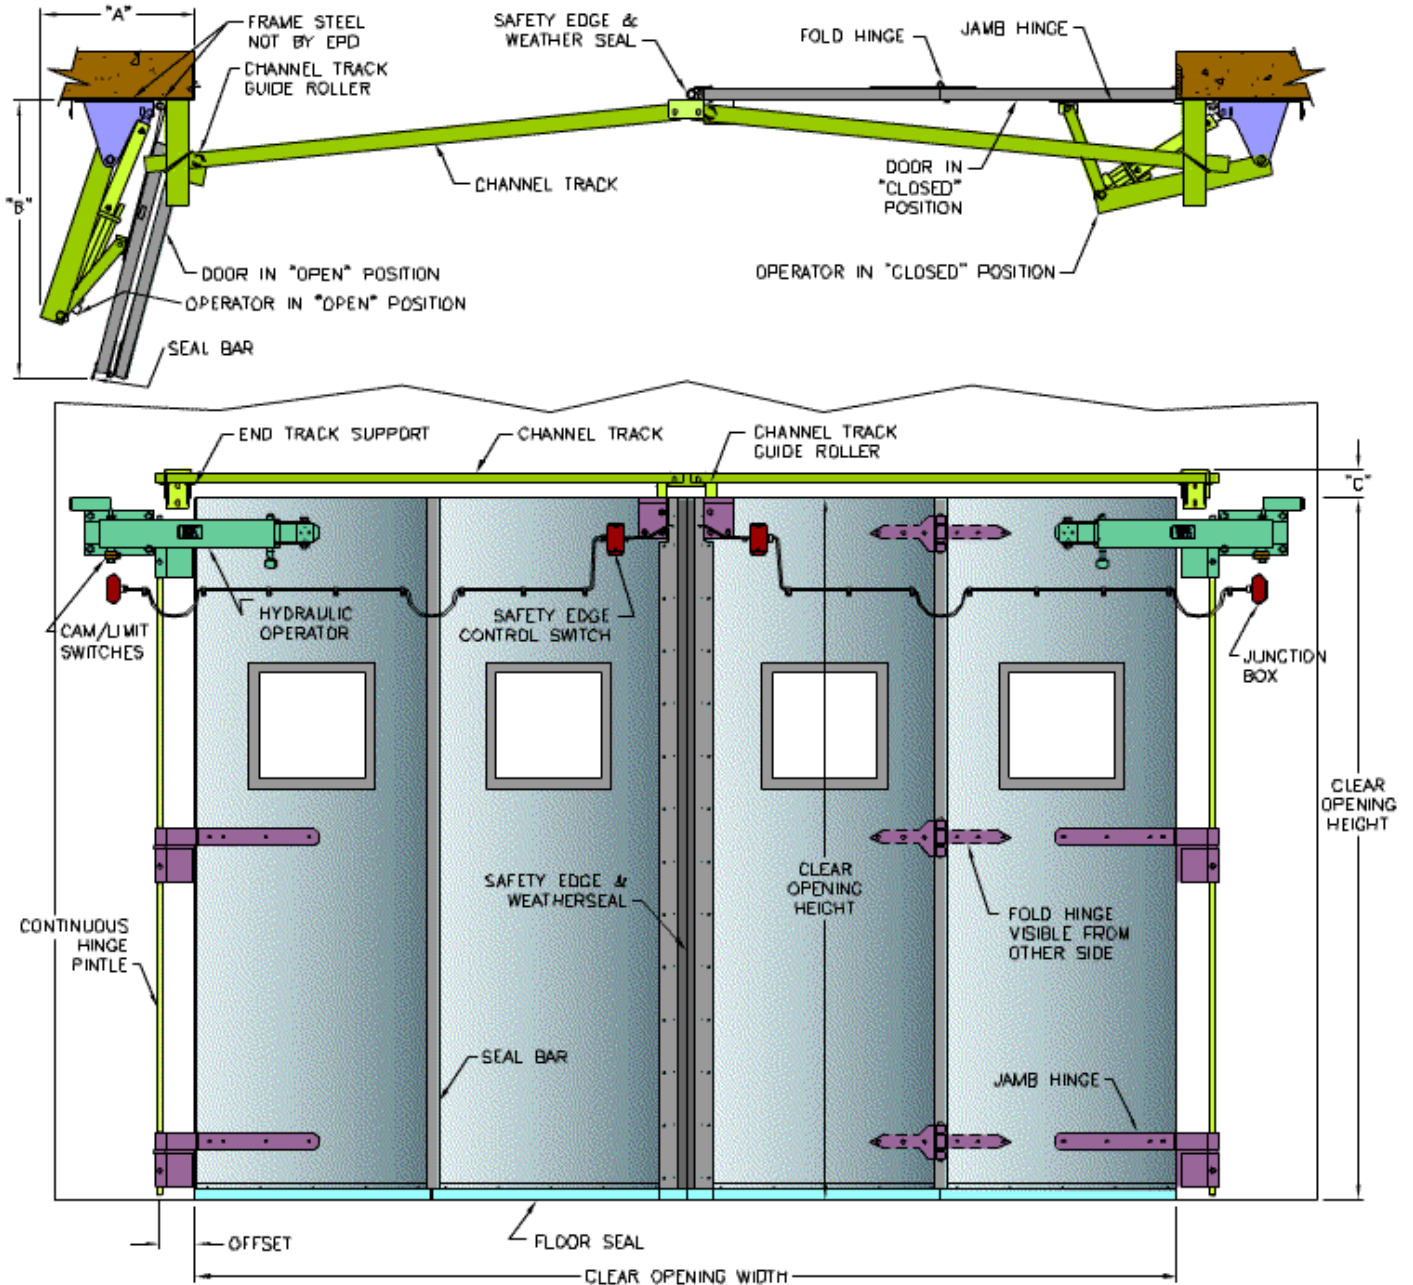 "A"
FRAME STEEL
NOT BY EPD
CHANNEL TRACK
GUIDE ROLLER
SAFETY EDGE &
WEATHER SEAL
FOLD HINGE
JAMB HINGE
"B"
CHANNEL TRACK
DOOR IN
"CLOSED"
POSITION
DOOR IN "OPEN" POSITION
OPERATOR IN "OPEN" POSITION
OPERATOR IN "CLOSED" POSITION
SEAL BAR
END TRACK SUPPORT
CHANNEL TRACK
CHANNEL TRACK
GUIDE ROLLER
"C"
CAM/LIMIT
SWITCHES
HYDRAULIC
OPERATOR
SAFETY EDGE
CONTROL SWITCH
JUNCTION
BOX
CLEAR
OPENING
HEIGHT
SAFETY EDGE &
WEATHERSEAL
CLEAR
OPENING
HEIGHT
FOLD HINGE
VISIBLE FROM
OTHER SIDE
CONTINUOUS
HINGE
PINTLE
SEAL BAR
JAMB HINGE
OFFSET
FLOOR SEAL
CLEAR OPENING WIDTH